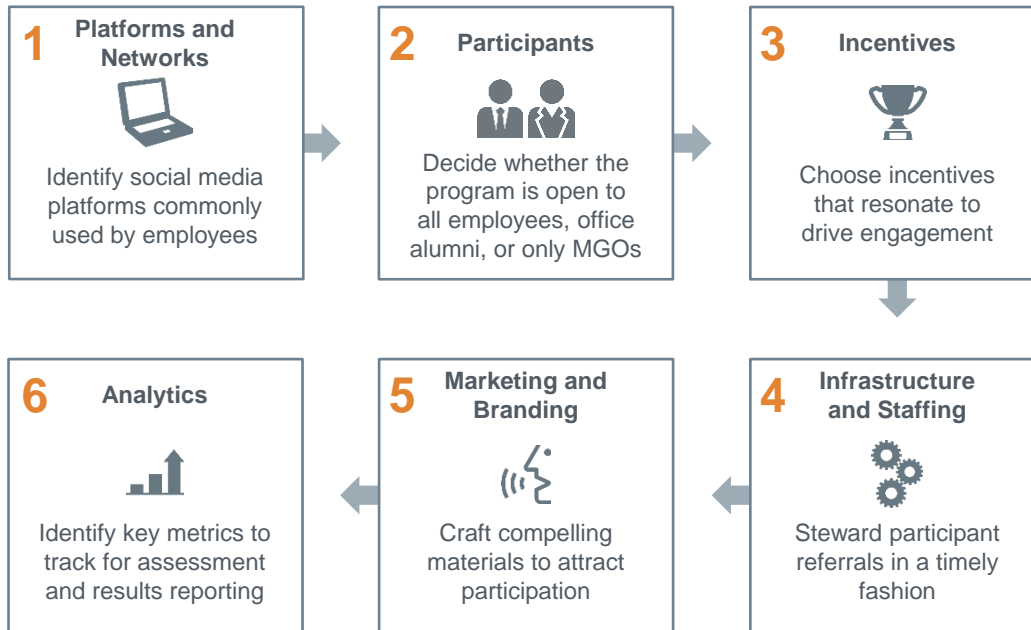 1
Platforms and
Networks
Identify social media
platforms commonly
used by employees
2
Participants
Decide whether the
program is open to
all employees, office
alumni, or only MGOs
3
Incentives
Choose incentives
that resonate to
drive engagement
4
Infrastructure
and Staffing
Steward participant
referrals in a timely
fashion
5
Marketing and
Branding
Craft compelling
materials to attract
participation
6
Analytics
Identify key metrics to
track for assessment
and results reporting